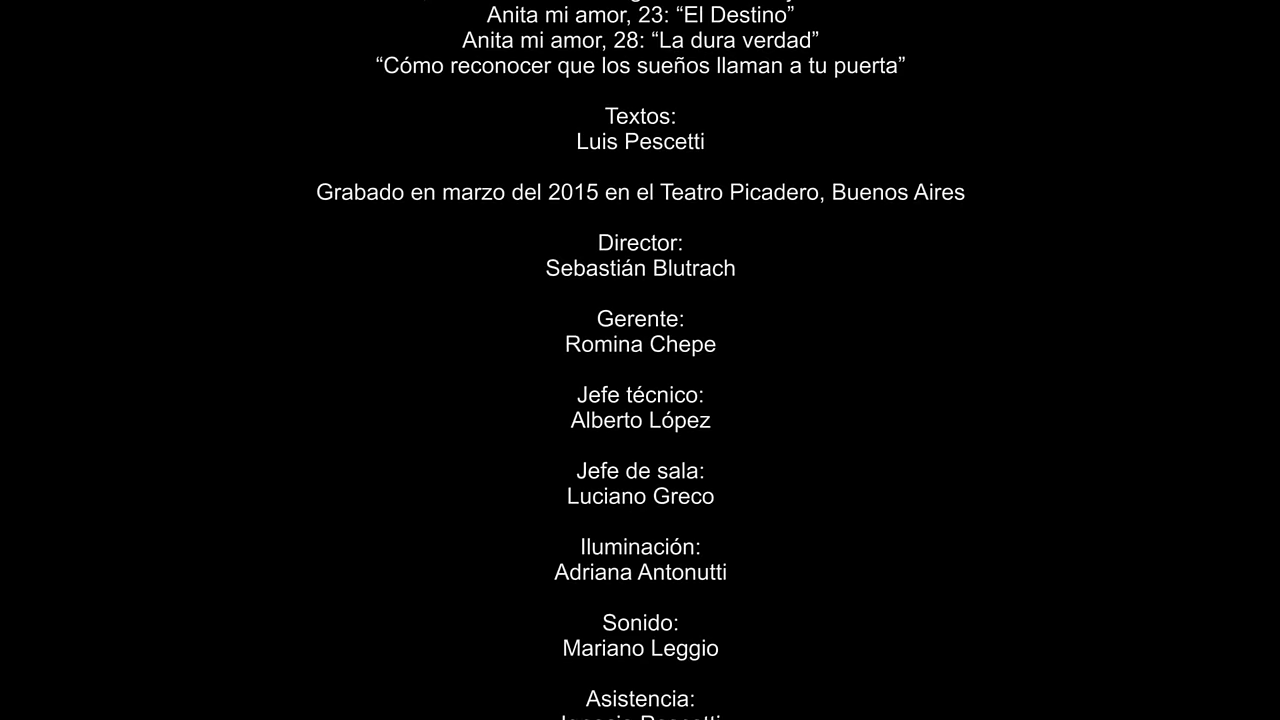 Anita mi amor, 23: “El Destino”
Anita mi amor, 28: “La dura verdad”
“Cómo reconocer que los sueños llaman a tu puerta”
Textos:
Luis Pescetti
Grabado en marzo del 2015 en el Teatro Picadero, Buenos Aires
Director:
Sebastián Blutrach
Gerente:
Romina Chepe
Jefe técnico:
Alberto López
Jefe de sala:
Luciano Greco
Iluminación:
Adriana Antonutti
Sonido:
Mariano Leggio
Asistencia: